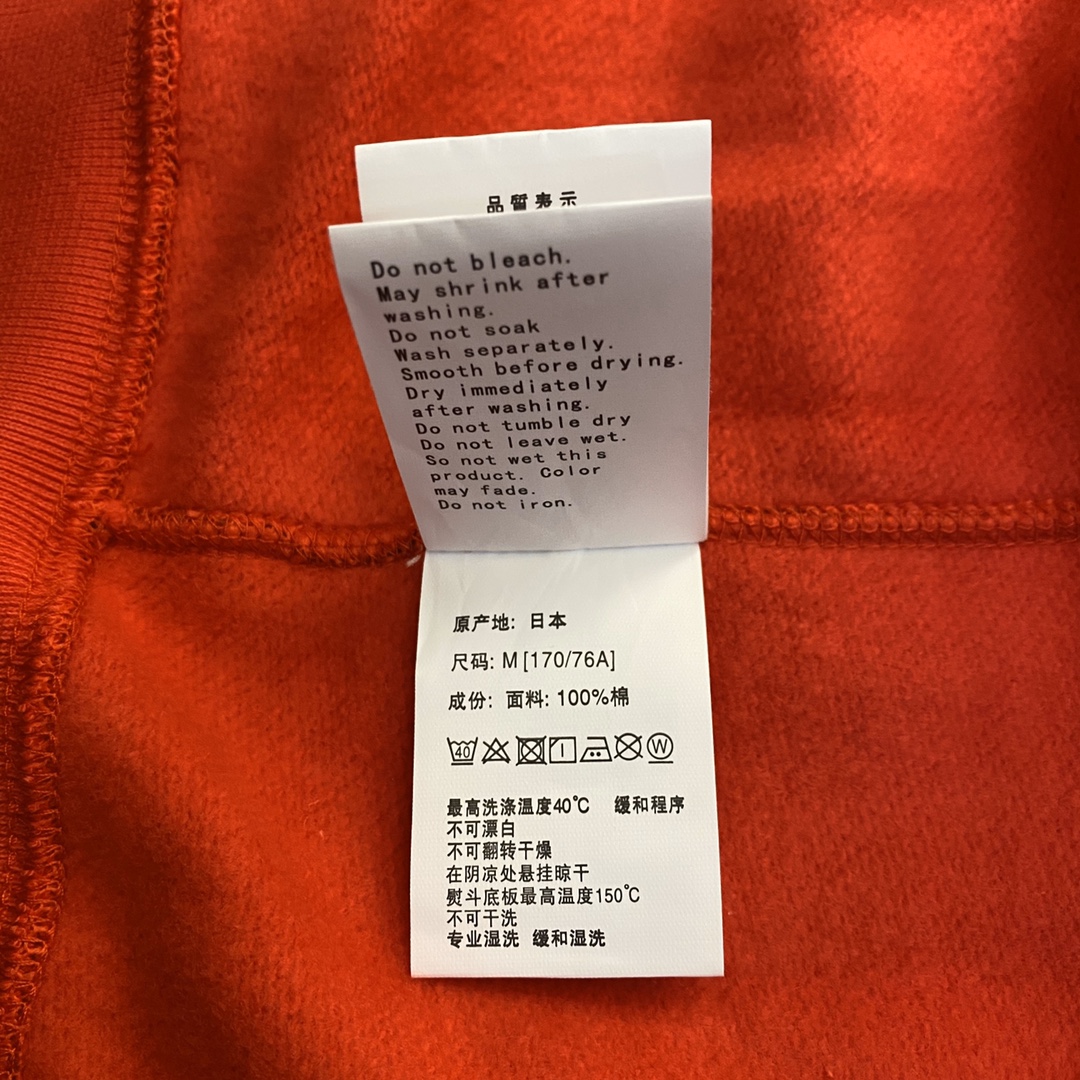 品質表示
Do not bleach.
May shrink after
washing.
Do not soak
Wash separately.
Smooth before drying.
Dry immediately
after washing.
Do not tumble dry
Do not leave wet.
So not wet this
product. Color
may fade.
Do not iron.
原产地: 日本
尺码: M [170/76A]
成份: 面料: 100%棉
40 W
最高洗涤温度40℃ 缓和程序
不可漂白
不可翻转干燥
在阴凉处悬挂晾干
熨斗底板最高温度150℃
不可干洗
专业湿洗 缓和湿洗